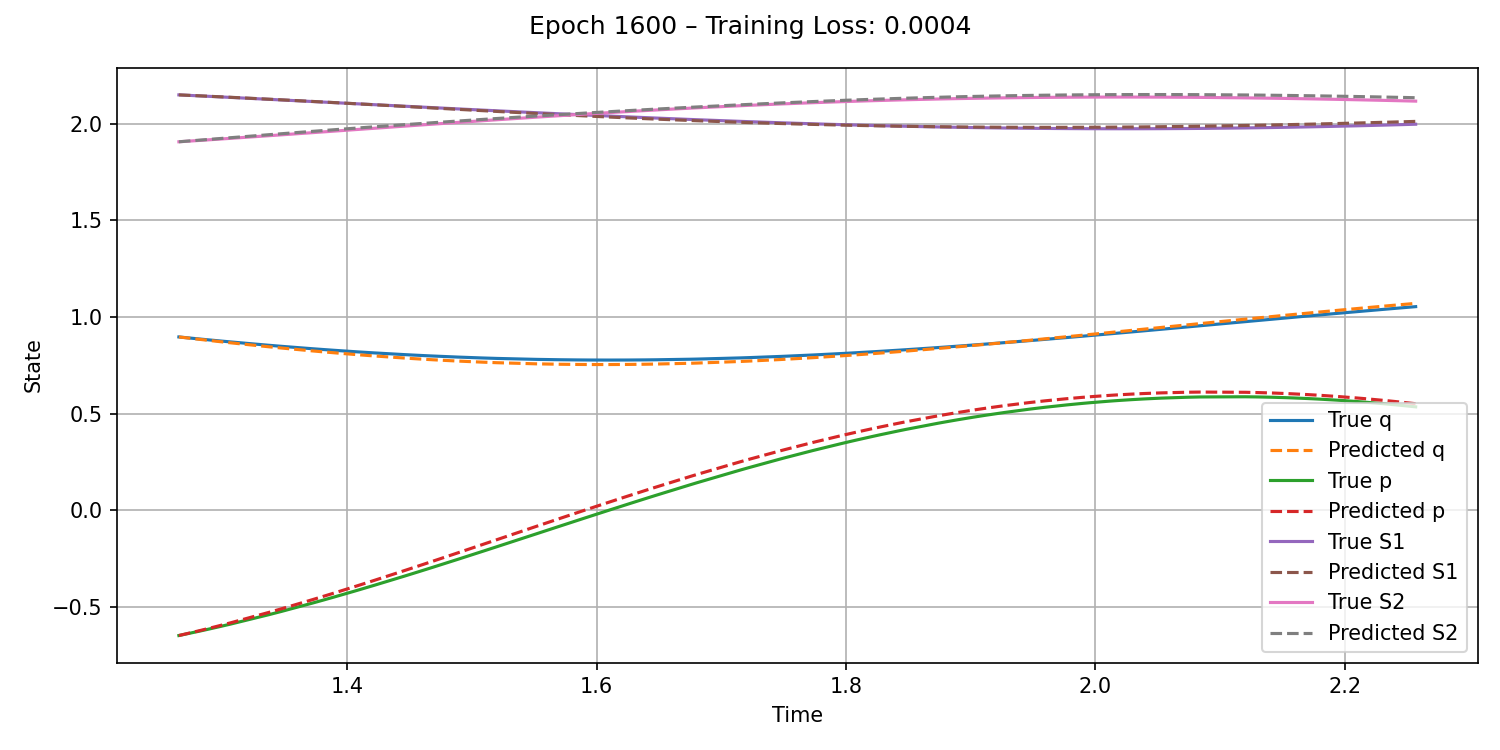 Epoch 1600 – Training Loss: 0.0004
2.0
1.5
1.0
0.5
0.0
−0.5
State
1.4
1.6
1.8
2.0
2.2
Time
True q
Predicted q
True p
Predicted p
True S1
Predicted S1
True S2
Predicted S2